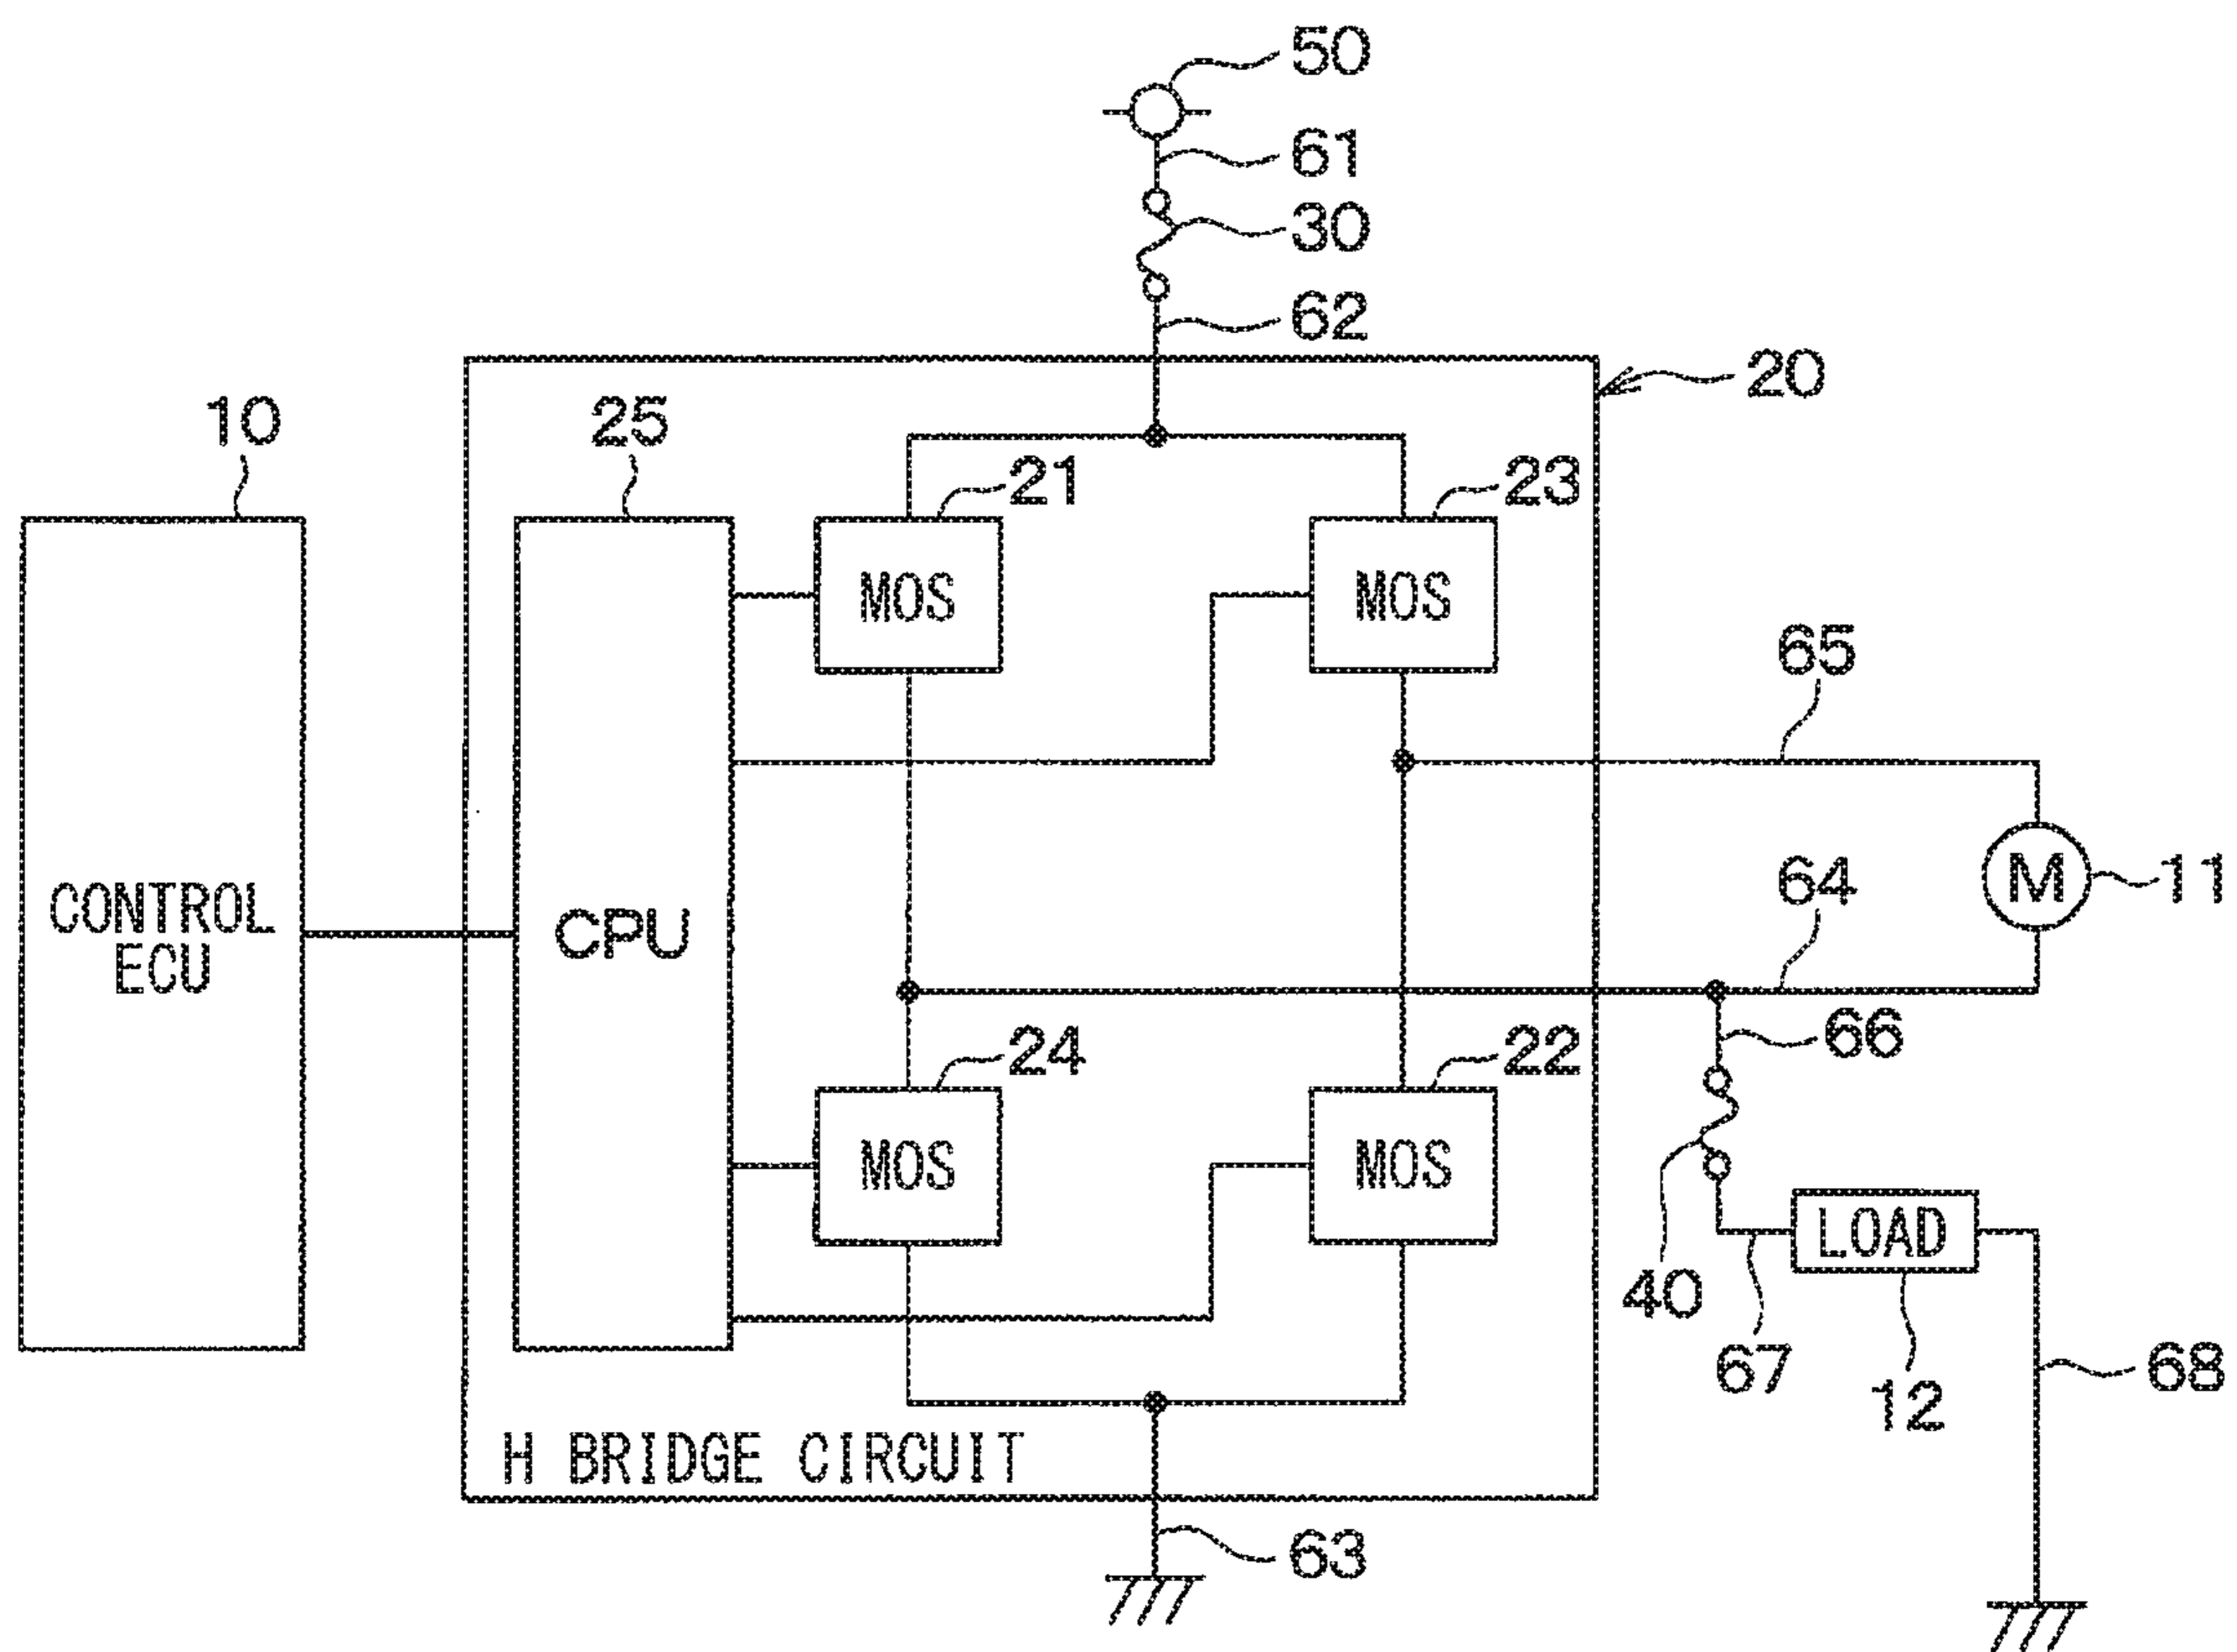 50
61
30
62
20
10
25
21
23
MOS
MOS
65
CONTROL
ECU
CPU
64
M
11
66
24
22
MOS
MOS
LOAD
40
67
12
68
H BRIDGE CIRCUIT
63